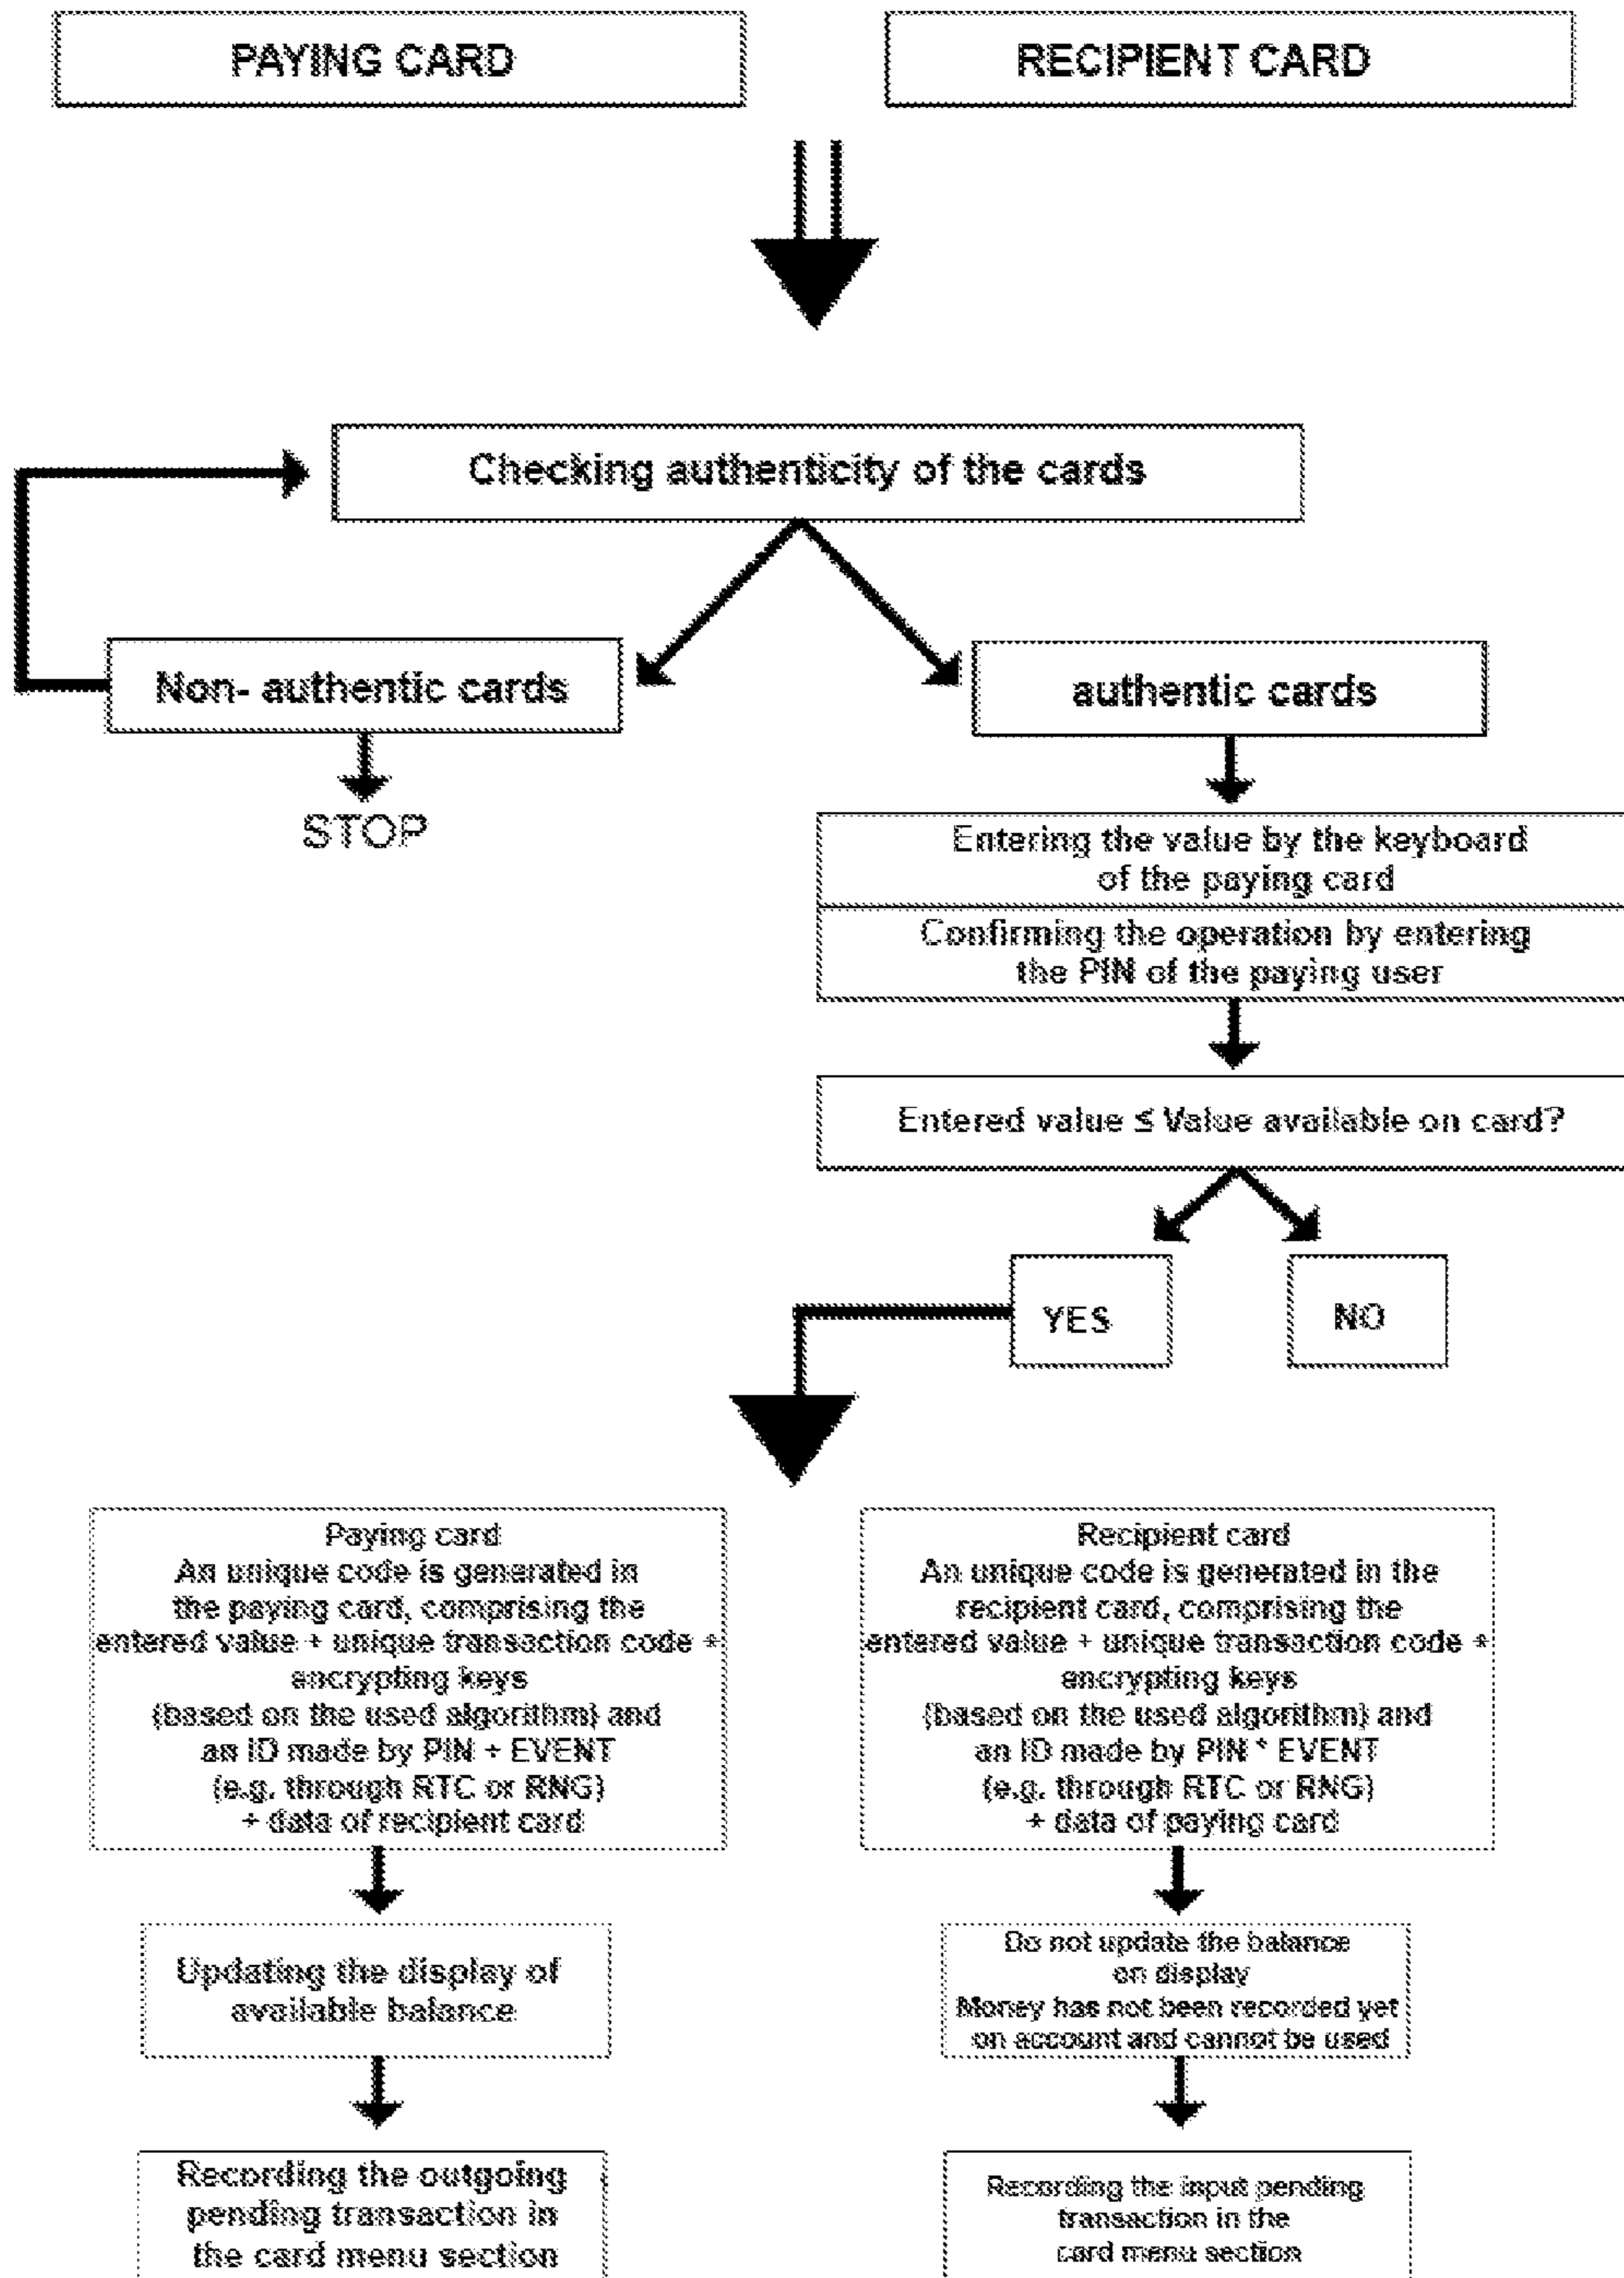 PAYING CARD
RECIPIENT CARD
Checking authenticity of the cards
Non- authentic cards
authentic cards
STOP
Entering the value by the keyboard
of the paying card
Confirming the operation by entering
the PIN of the paying user
Entered value ≤ Value available on card?
YES
NO
Paying card
An unique code is generated in
the paying card, comprising the
entered value + unique transaction code +
encrypting keys
(based on the used algorithm) and
an ID made by PIN + EVENT
(e.g. through RTC or RNG)
+ data of recipient card
Recipient card
An unique code is generated in the
recipient card, comprising the
entered value + unique transaction code +
encrypting keys
(based on the used algorithm) and
an ID made by PIN * EVENT
(e.g. through RTC or RNG)
+ data of paying card
Updating the display of
available balance
Do not update the balance
on display
Money has not been recorded yet
on account and cannot be used
Recording the outgoing
pending transaction in
the card menu section
Recording the input pending
transaction in the
card menu section